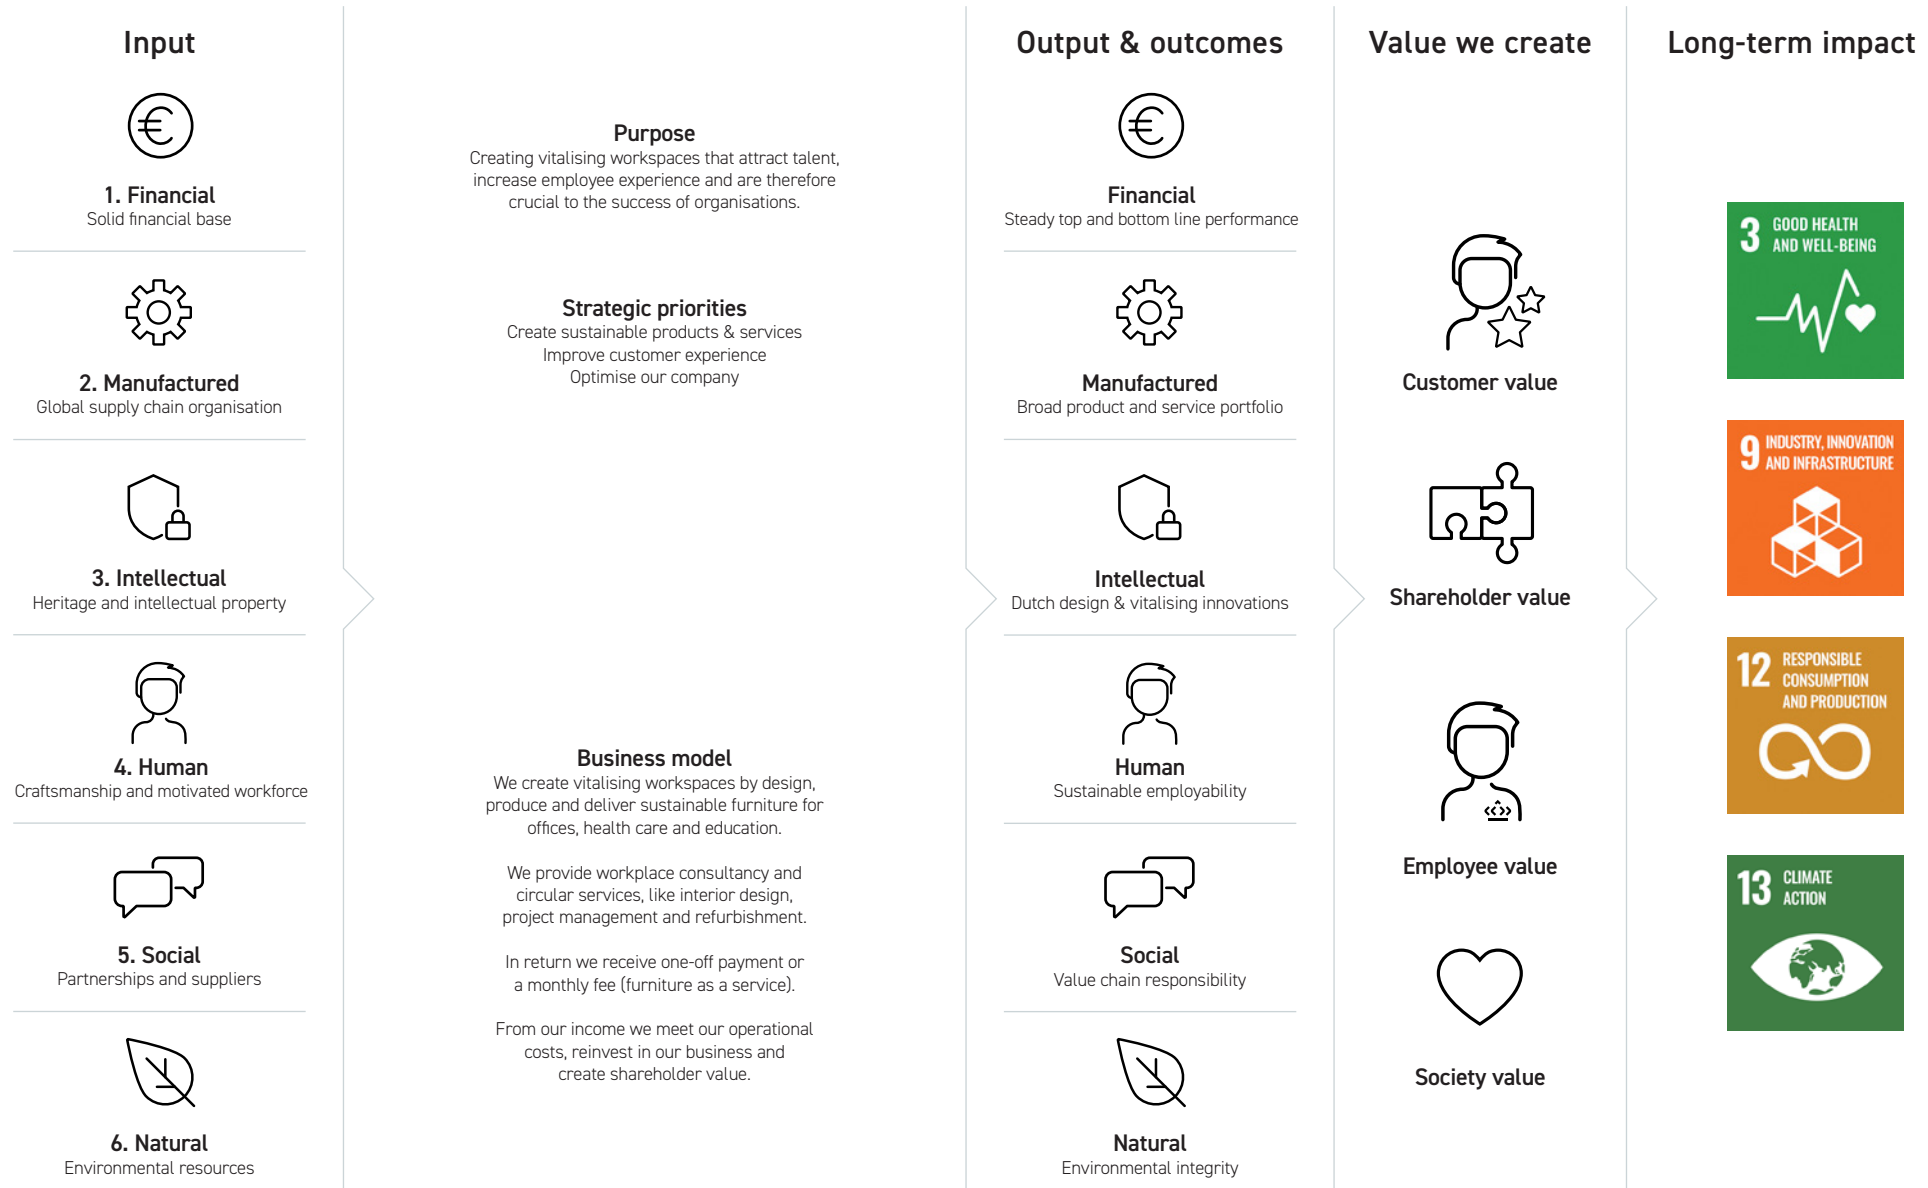 Input
1. Financial
Solid financial base
2. Manufactured
Global supply chain organisation
3. Intellectual
Heritage and intellectual property
4. Human
Craftsmanship and motivated workforce
5. Social
Partnerships and suppliers
6. Natural
Environmental resources
Purpose
Creating vitalising workspaces that attract talent,
increase employee experience and are therefore
crucial to the success of organisations.
Strategic priorities
Create sustainable products & services
Improve customer experience
Optimise our company
Business model
We create vitalising workspaces by design,
produce and deliver sustainable furniture for
offices, health care and education.
We provide workplace consultancy and
circular services, like interior design,
project management and refurbishment.
In return we receive one-off payment or
a monthly fee (furniture as a service).
From our income we meet our operational
costs, reinvest in our business and
create shareholder value.
Output & outcomes
Financial
Steady top and bottom line performance
Manufactured
Broad product and service portfolio
Intellectual
Dutch design & vitalising innovations
Human
Sustainable employability
Social
Value chain responsibility
Natural
Environmental integrity
Value we create
Customer value
Shareholder value
Employee value
Society value
Long-term impact
3 GOOD HEALTH
AND WELL-BEING
9 INDUSTRY, INNOVATION
AND INFRASTRUCTURE
12 RESPONSIBLE
CONSUMPTION
AND PRODUCTION
13 CLIMATE
ACTION